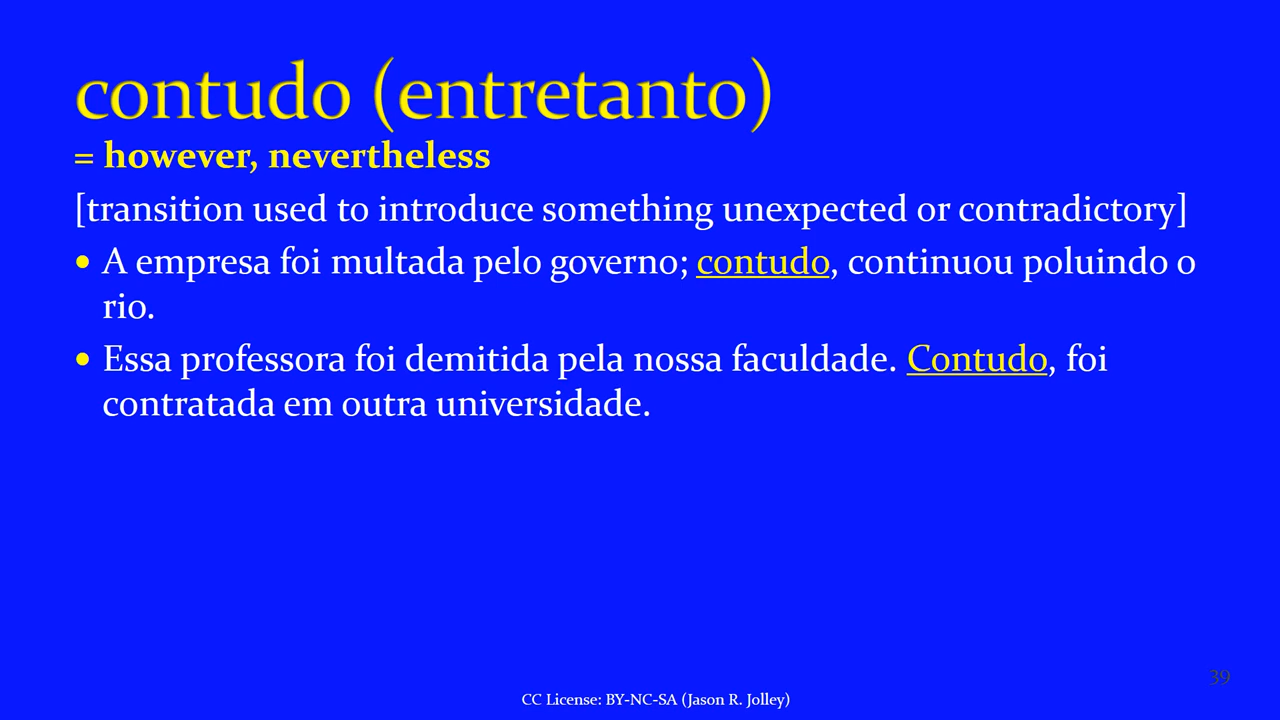 contudo (entretanto)
= however, nevertheless
[transition used to introduce something unexpected or contradictory]
• A empresa foi multada pelo governo; contudo, continuou poluindo o
rio.
• Essa professora foi demitida pela nossa faculdade. Contudo, foi
contratada em outra universidade.
39
CC License: BY-NC-SA (Jason R. Jolley)